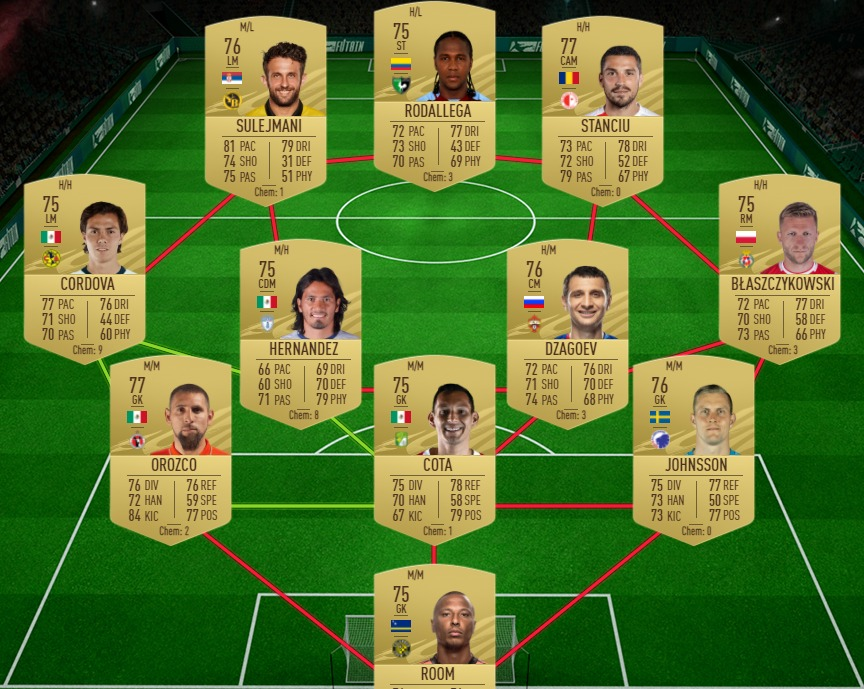 M/L
76
LM
SULEJMANI
81 PAC 79 DRI
74 SHO 31 DEF
75 PAS 51 PHY
Chem: 1
H/L
75
ST
RODALLEGA
72 PAC 77 DRI
73 SHO 43 DEF
70 PAS 69 PHY
Chem: 3
H/H
77
CAM
STANCIU
73 PAC 78 DRI
72 SHO 52 DEF
79 PAS 67 PHY
Chem: 0
H/H
75
LM
CORDOVA
77 PAC 76 DRI
71 SHO 44 DEF
70 PAS 60 PHY
Chem: 9
M/H
75
CDM
HERNANDEZ
66 PAC 69 DRI
60 SHO 70 DEF
71 PAS 79 PHY
Chem: 8
H/M
76
CM
DZAGOEV
72 PAC 76 DRI
71 SHO 70 DEF
74 PAS 68 PHY
Chem: 3
H/H
75
RM
BŁASZCZYKOWSKI
72 PAC 77 DRI
70 SHO 58 DEF
73 PAS 66 PHY
Chem: 3
M/M
77
GK
OROZCO
76 DIV 76 REF
72 HAN 59 SPE
84 KIC 77 POS
Chem: 2
M/M
75
GK
COTA
75 DIV 78 REF
70 HAN 58 SPE
67 KIC 79 POS
Chem: 1
M/M
76
GK
JOHNSSON
75 DIV 77 REF
73 HAN 50 SPE
73 KIC 77 POS
Chem: 0
M/M
75
GK
ROOM